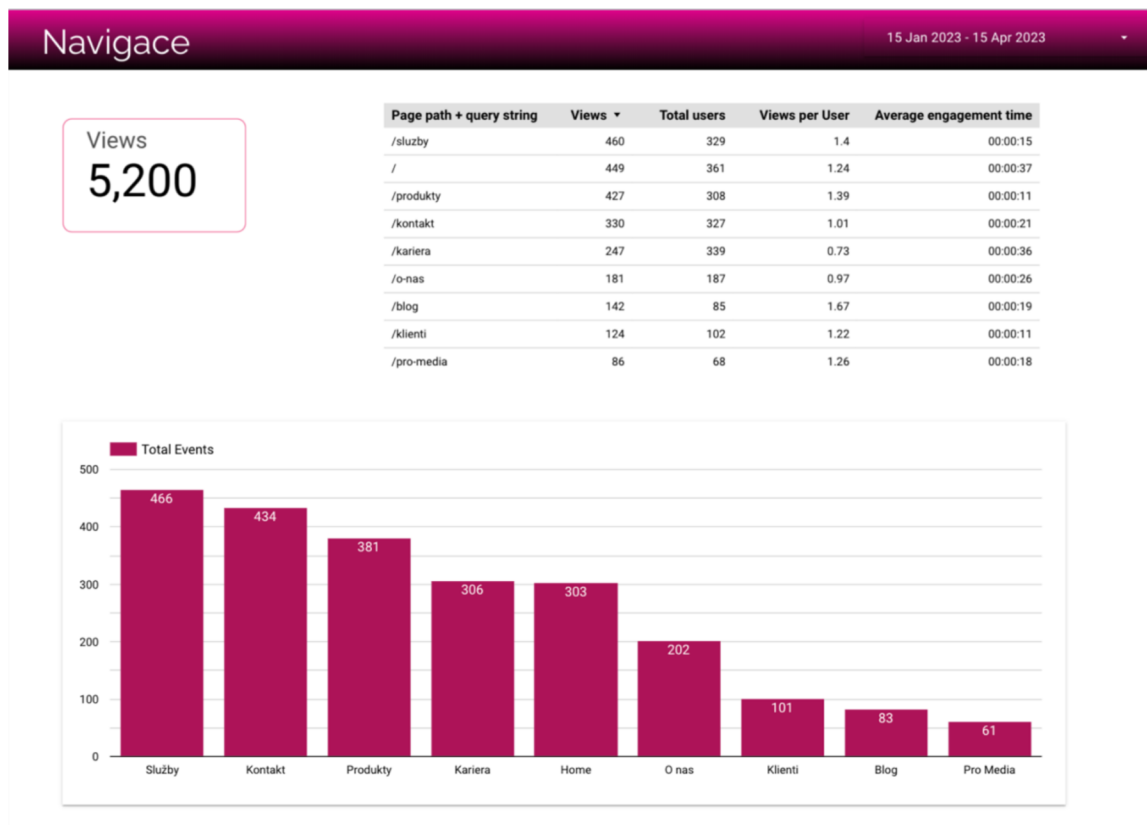 Navigace
15 Jan 2023 - 15 Apr 2023
Views
5,200
Page path + query string Views Total users Views per User Average engagement time
/sluzby 460 329 1.4 00:00:15
/ 449 361 1.24 00:00:37
/produkty 427 308 1.39 00:00:11
/kontakt 330 327 1.01 00:00:21
/kariera 247 339 0.73 00:00:36
/o-nas 181 187 0.97 00:00:26
/blog 142 85 1.67 00:00:19
/klienti 124 102 1.22 00:00:11
/pro-media 86 68 1.26 00:00:18
Total Events
500
400
300
200
100
0
466
434
381
306
303
202
101
83
61
Služby Kontakt Produkty Kariera Home O nas Klienti Blog Pro Media